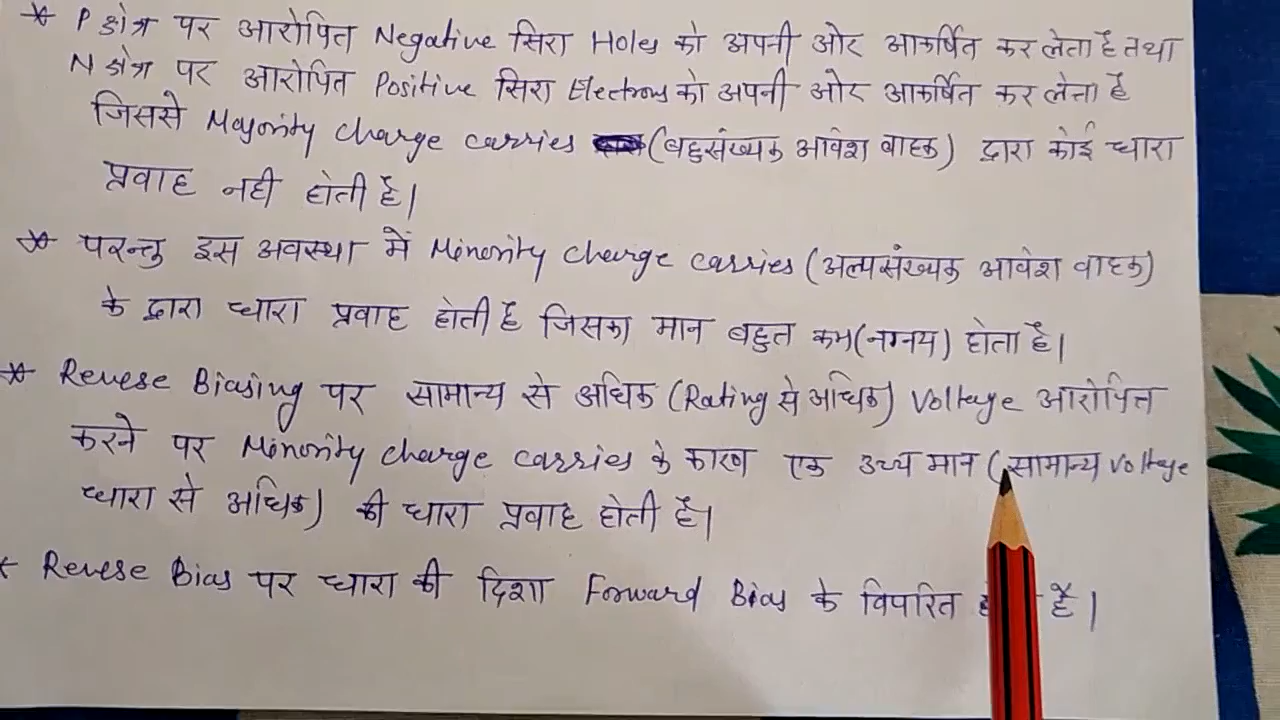 * P क्षेत्र पर आरोपित Negative सिरा Holes को अपनी ओर आकर्षित कर लेता है तथा
N क्षेत्र पर आरोपित Positive सिरा Electrons को अपनी ओर आकर्षित कर लेता है
जिससे Majority charge carries (बहुसंख्यक आवेश वाहक) द्वारा कोई धारा
प्रवाह नही होती है।
* परन्तु इस अवस्था में Minority charge carries (अल्पसंख्यक आवेश वाहक)
के द्वारा धारा प्रवाह होती है जिसका मान बहुत कम (नगनय) होता है।
* Reverse Biasing पर सामान्य से अधिक (Rating से अधिक) Voltage आरोपित
करने पर Minority charge carries के कारण एक उच्च मान (सामान्य Voltage
धारा से अधिक) की धारा प्रवाह होती है।
* Reverse Bias पर धारा की दिशा Forward Bias के विपरित है।